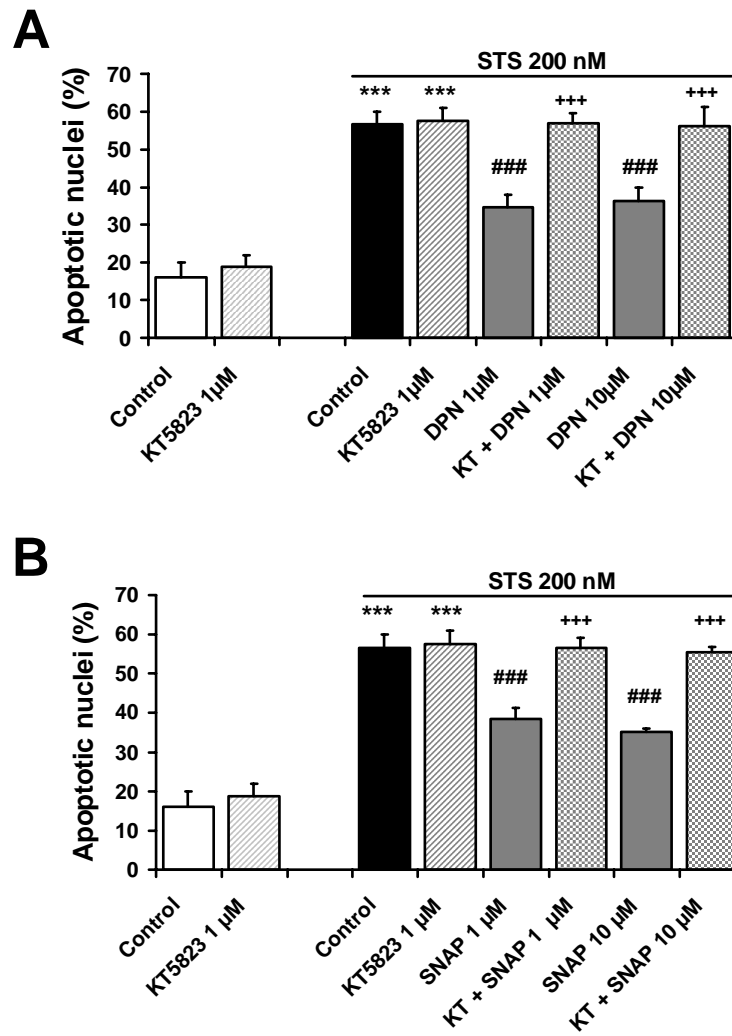 A
STS 200 nM
Apoptotic nuclei (%)
70
60
50
40
30
20
10
0
*** *** ### +++ ### +++
Control
KT5823 1µM
Control
KT5823 1µM
DPN 1µM
KT + DPN 1µM
DPN 10µM
KT + DPN 10µM
B
STS 200 nM
Apoptotic nuclei (%)
70
60
50
40
30
20
10
0
*** *** ### +++ ### +++
Control
KT5823 1 µM
Control
KT5823 1 µM
SNAP 1 µM
KT + SNAP 1 µM
SNAP 10 µM
KT + SNAP 10 µM